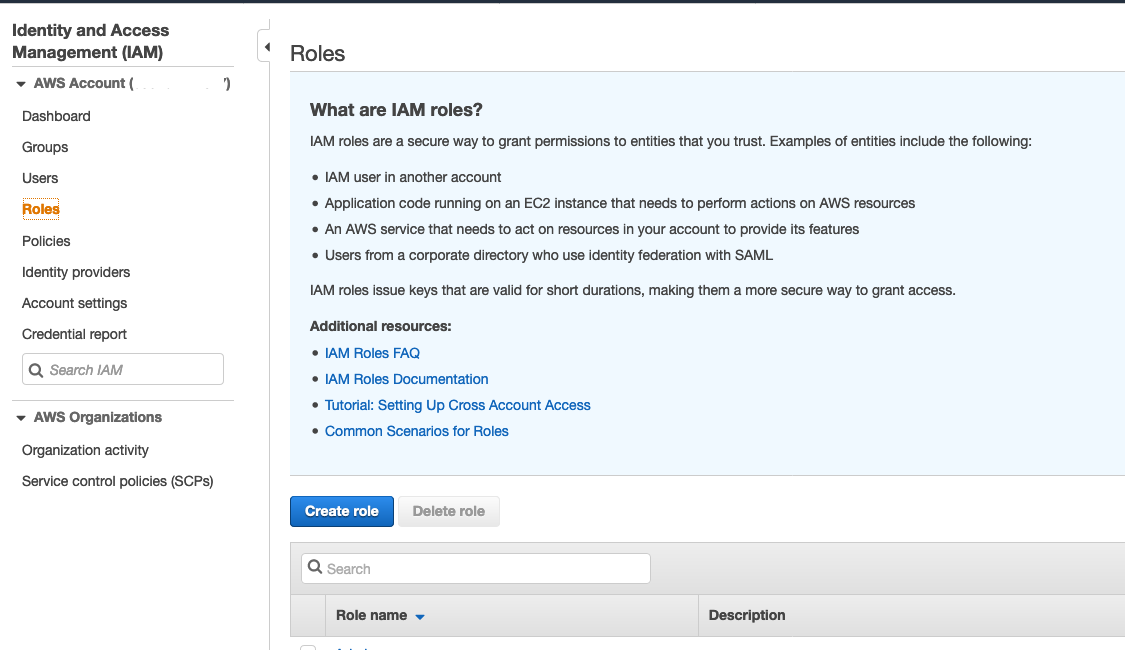 Identity and Access
Management (IAM)
AWS Account (
')
Dashboard
Groups
Users
Roles
Policies
Identity providers
Account settings
Credential report
Search IAM
AWS Organizations
Organization activity
Service control policies (SCPs)
Roles
What are IAM roles?
IAM roles are a secure way to grant permissions to entities that you trust. Examples of entities include the following:
• IAM user in another account
• Application code running on an EC2 instance that needs to perform actions on AWS resources
• An AWS service that needs to act on resources in your account to provide its features
• Users from a corporate directory who use identity federation with SAML
IAM roles issue keys that are valid for short durations, making them a more secure way to grant access.
Additional resources:
• IAM Roles FAQ
• IAM Roles Documentation
• Tutorial: Setting Up Cross Account Access
• Common Scenarios for Roles
Create role
Delete role
Search
Role name
Description